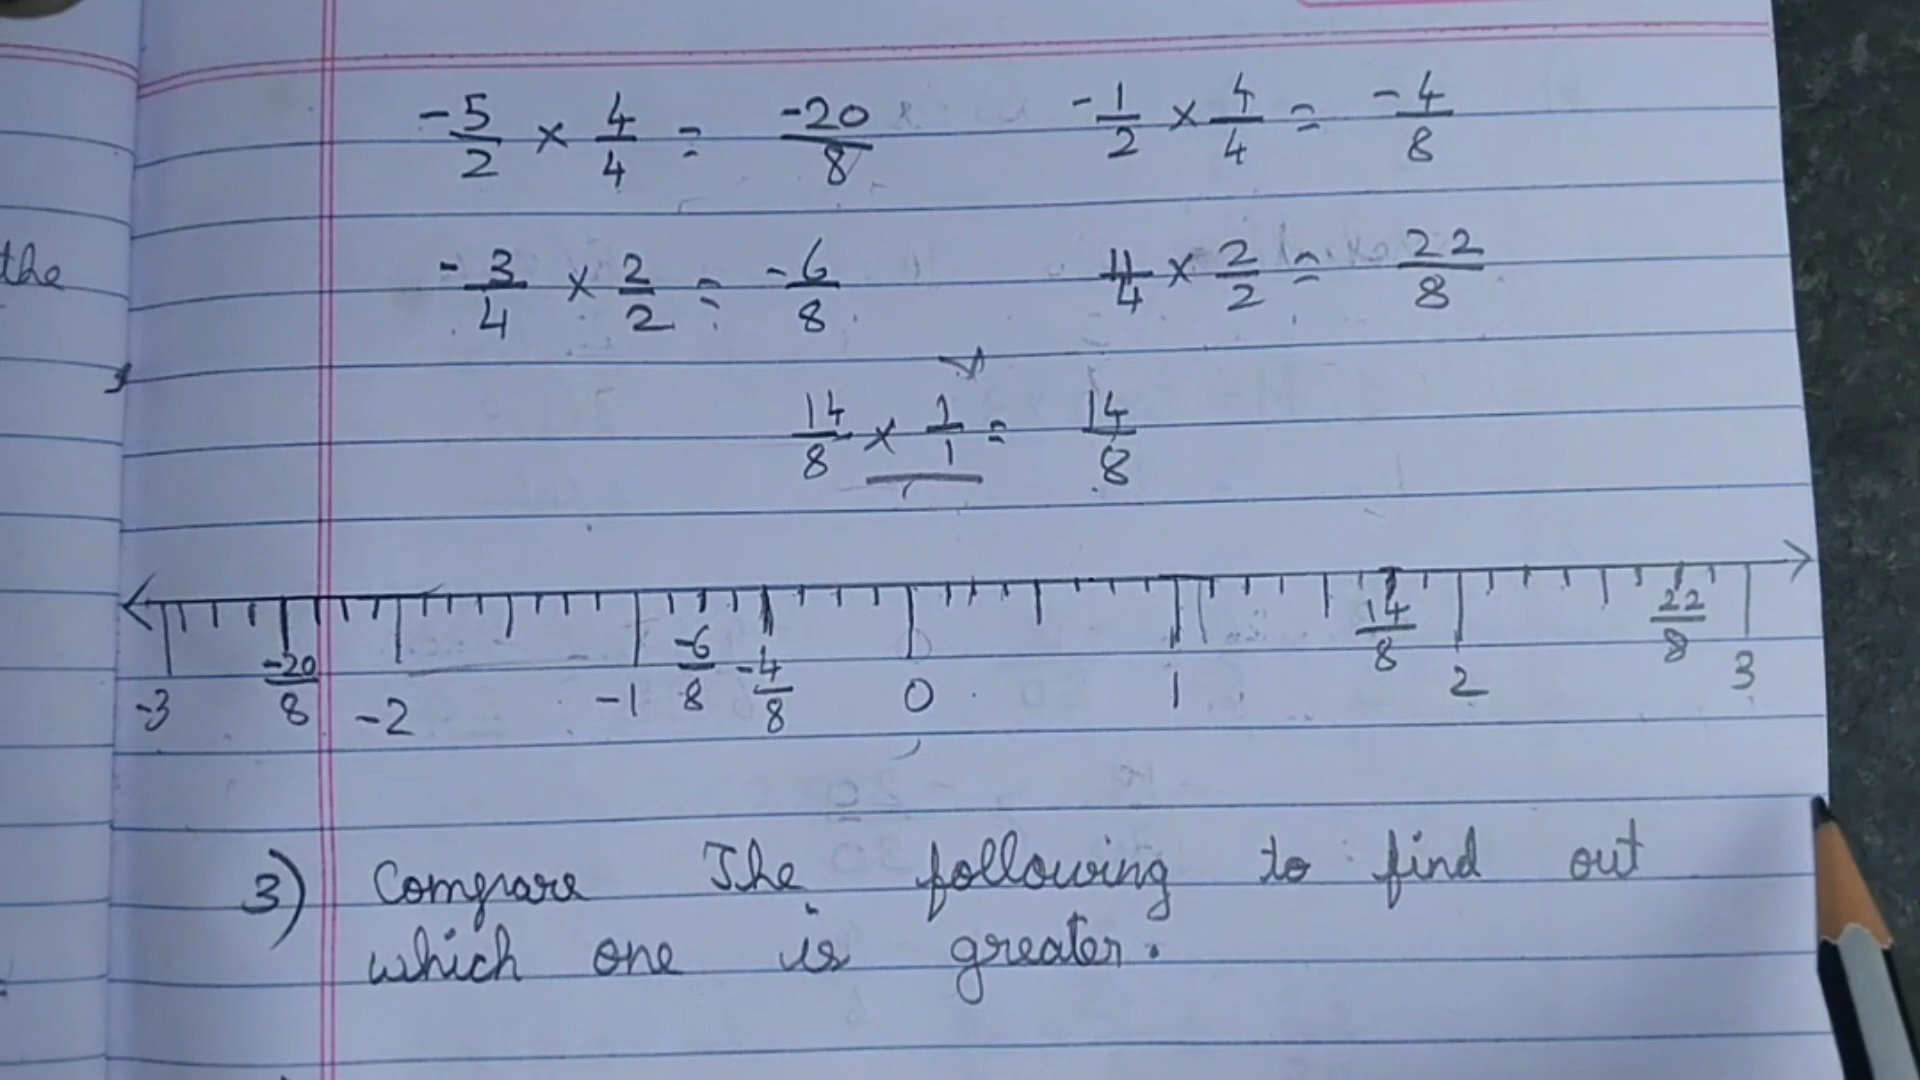 -5/2 × 4/4 = -20/8   -1/2 × 4/4 = -4/8
the
-3/4 × 2/2 = -6/8   11/4 × 2/2 = 22/8
14/8 × 1/1 = 14/8
-3   -20/8   -2   -1   -6/8   -4/8   0   1   14/8   2   22/8   3
3) Compare The following to find out
which one is greater.